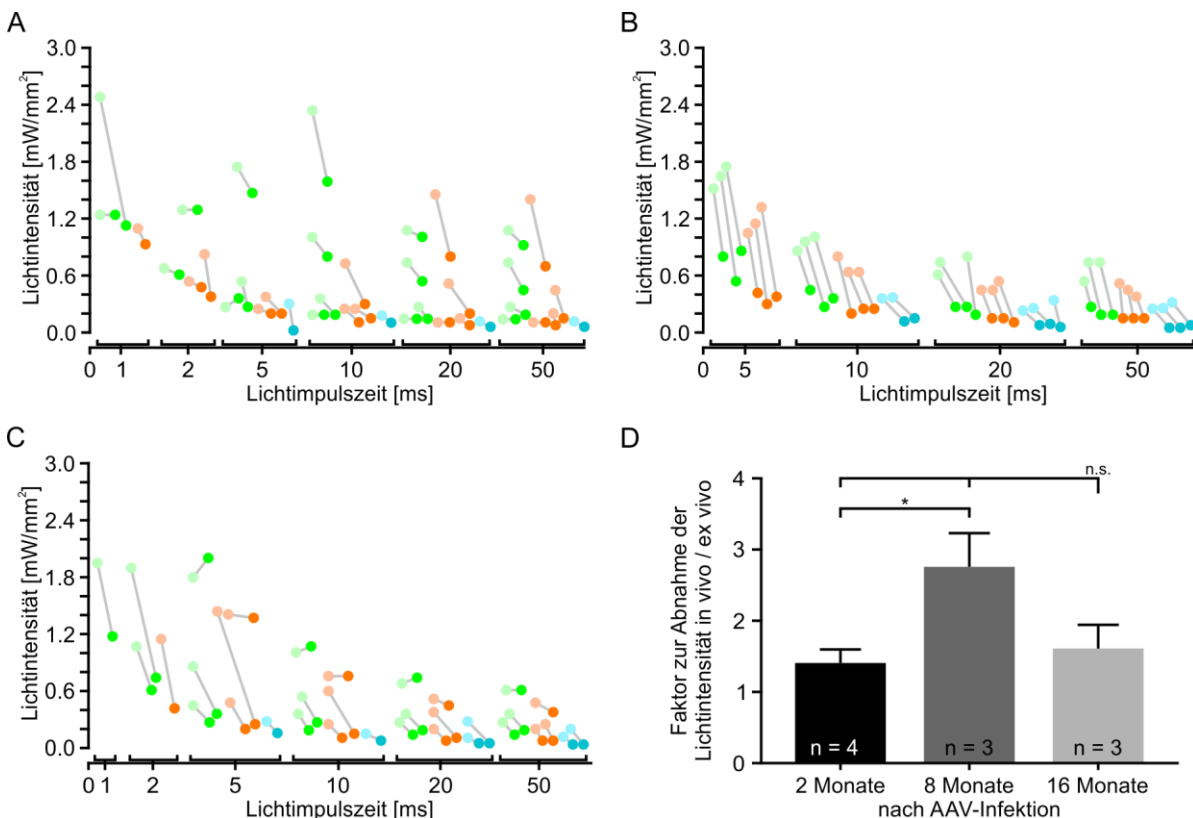 A
Lichtintensität [mW/mm²]
3.0
2.4
1.8
1.2
0.6
0.0
0 1 2 5 10 20 50
Lichtimpulszeit [ms]
B
Lichtintensität [mW/mm²]
3.0
2.4
1.8
1.2
0.6
0.0
0 5 10 20 50
Lichtimpulszeit [ms]
C
Lichtintensität [mW/mm²]
3.0
2.4
1.8
1.2
0.6
0.0
0 1 2 5 10 20 50
Lichtimpulszeit [ms]
D
Faktor zur Abnahme der
Lichtintensität in vivo / ex vivo
4
3
2
1
0
n.s.
*
n = 4 n = 3 n = 3
2 Monate 8 Monate 16 Monate
nach AAV-Infektion